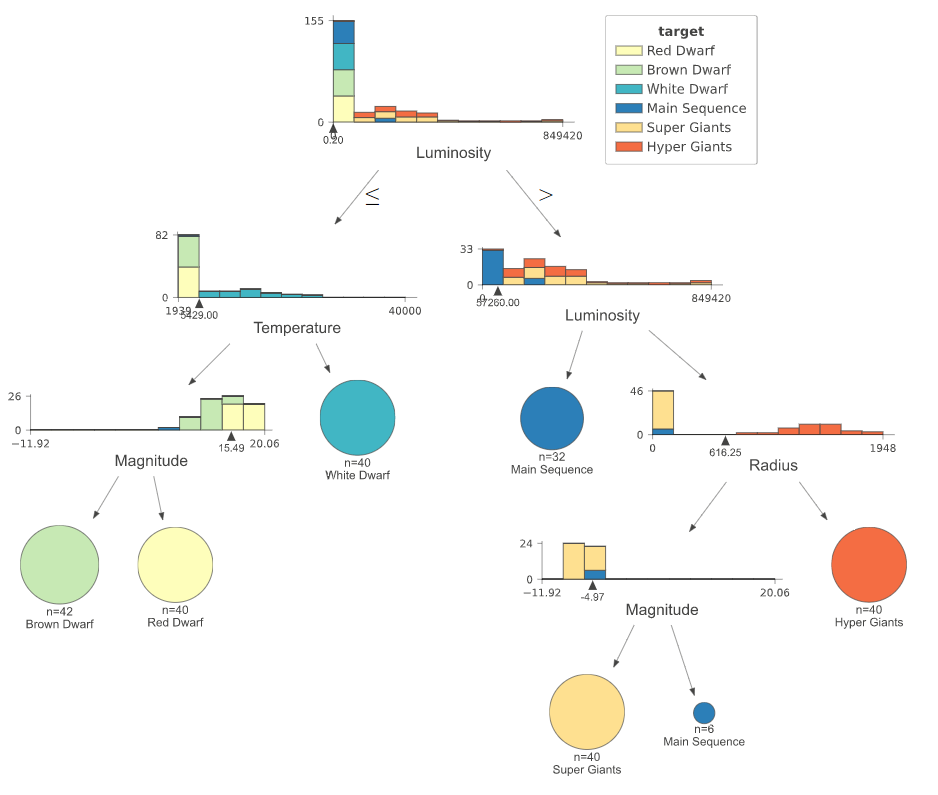 155
0
0
0.20
849420
Luminosity
target
Red Dwarf
Brown Dwarf
White Dwarf
Main Sequence
Super Giants
Hyper Giants
≤
>
82
0
1939
5429.00
40000
Temperature
33
0
0
57260.00
849420
Luminosity
26
0
−11.92
15.49
20.06
Magnitude
n=40
White Dwarf
n=32
Main Sequence
46
0
0
616.25
1948
Radius
n=42
Brown Dwarf
n=40
Red Dwarf
24
0
−11.92
-4.97
20.06
Magnitude
n=40
Hyper Giants
n=40
Super Giants
n=6
Main Sequence